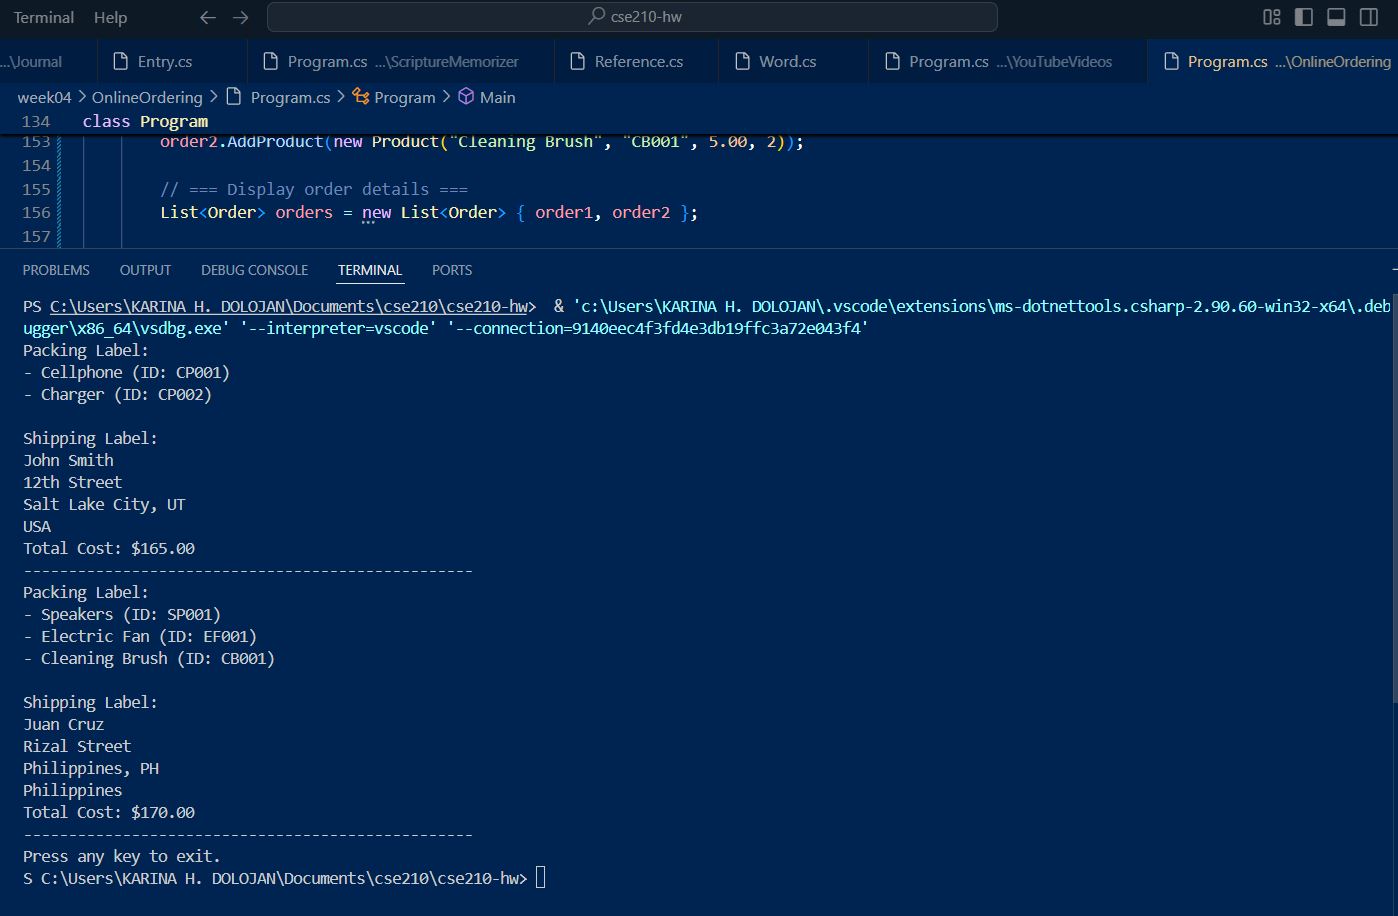 Terminal Help cse210-hw
...\Journal Entry.cs Program.cs ...\ScriptureMemorizer Reference.cs Word.cs Program.cs ...\YouTubeVideos Program.cs ...\OnlineOrdering
week04 > OnlineOrdering > Program.cs > Program > Main
134 class Program
153 order2.AddProduct(new Product("Cleaning Brush", "CB001", 5.00, 2));
154
155 // === Display order details ===
156 List<Order> orders = new List<Order> { order1, order2 };
157
PROBLEMS OUTPUT DEBUG CONSOLE TERMINAL PORTS
PS C:\Users\KARINA H. DOLOJAN\Documents\cse210\cse210-hw> & 'c:\Users\KARINA H. DOLOJAN\.vscode\extensions\ms-dotnettools.csharp-2.90.60-win32-x64\.deb
ugger\x86_64\vsdbg.exe' '--interpreter=vscode' '--connection=9140eec4f3fd4e3db19ffc3a72e043f4'
Packing Label:
- Cellphone (ID: CP001)
- Charger (ID: CP002)
Shipping Label:
John Smith
12th Street
Salt Lake City, UT
USA
Total Cost: $165.00
--------------------------------------------------
Packing Label:
- Speakers (ID: SP001)
- Electric Fan (ID: EF001)
- Cleaning Brush (ID: CB001)
Shipping Label:
Juan Cruz
Rizal Street
Philippines, PH
Philippines
Total Cost: $170.00
--------------------------------------------------
Press any key to exit.
S C:\Users\KARINA H. DOLOJAN\Documents\cse210\cse210-hw>